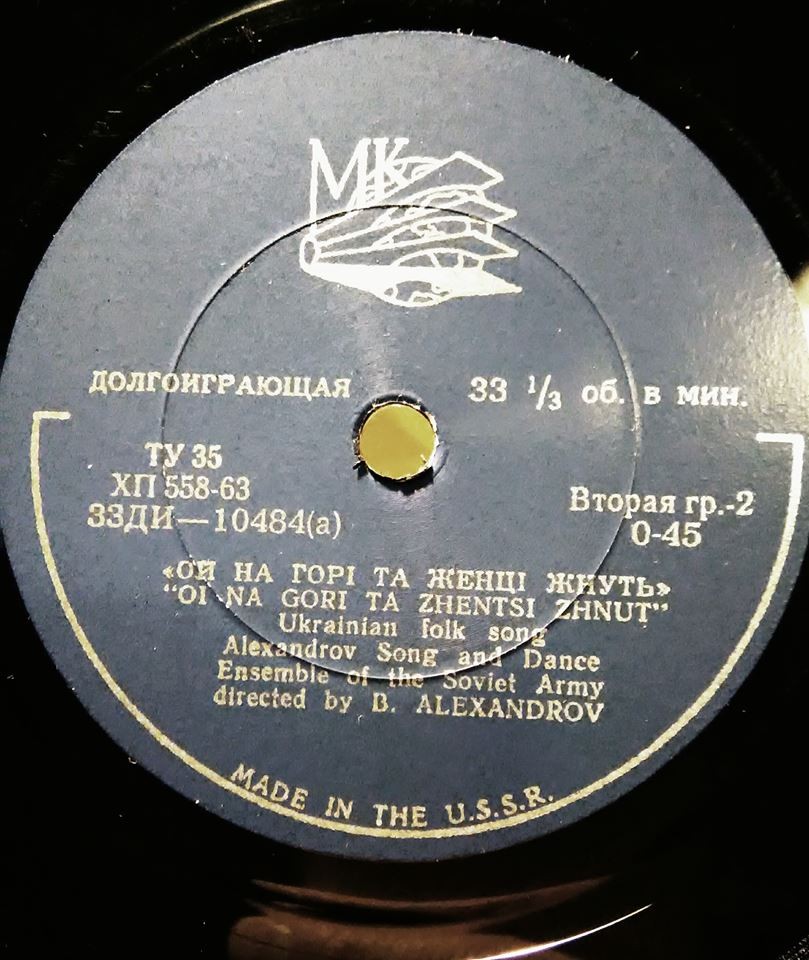 МК
ДОЛГОИГРАЮЩАЯ 33 1/3 об. в мин.
ТУ 35
ХП 558-63
33ДИ—10484(а)
Вторая гр.-2
0-45
«ОЙ НА ГОРІ ТА ЖЕНЦІ ЖНУТЬ»
"OI NA GORI TA ZHENTSI ZHNUT"
Ukrainian folk song
Alexandrov Song and Dance
Ensemble of the Soviet Army
directed by B. ALEXANDROV
MADE IN THE U.S.S.R.